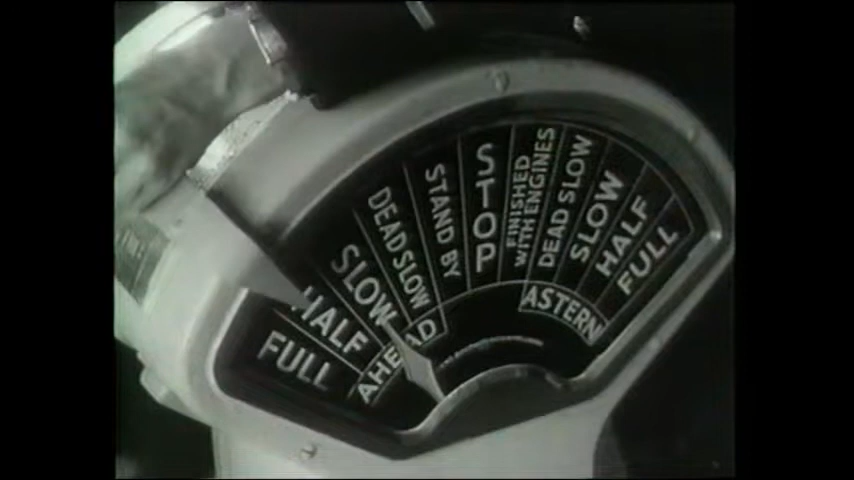 FULL
HALF
SLOW
DEAD SLOW
STAND BY
STOP
FINISHED
WITH ENGINES
DEAD SLOW
SLOW
HALF
FULL
AHEAD
ASTERN